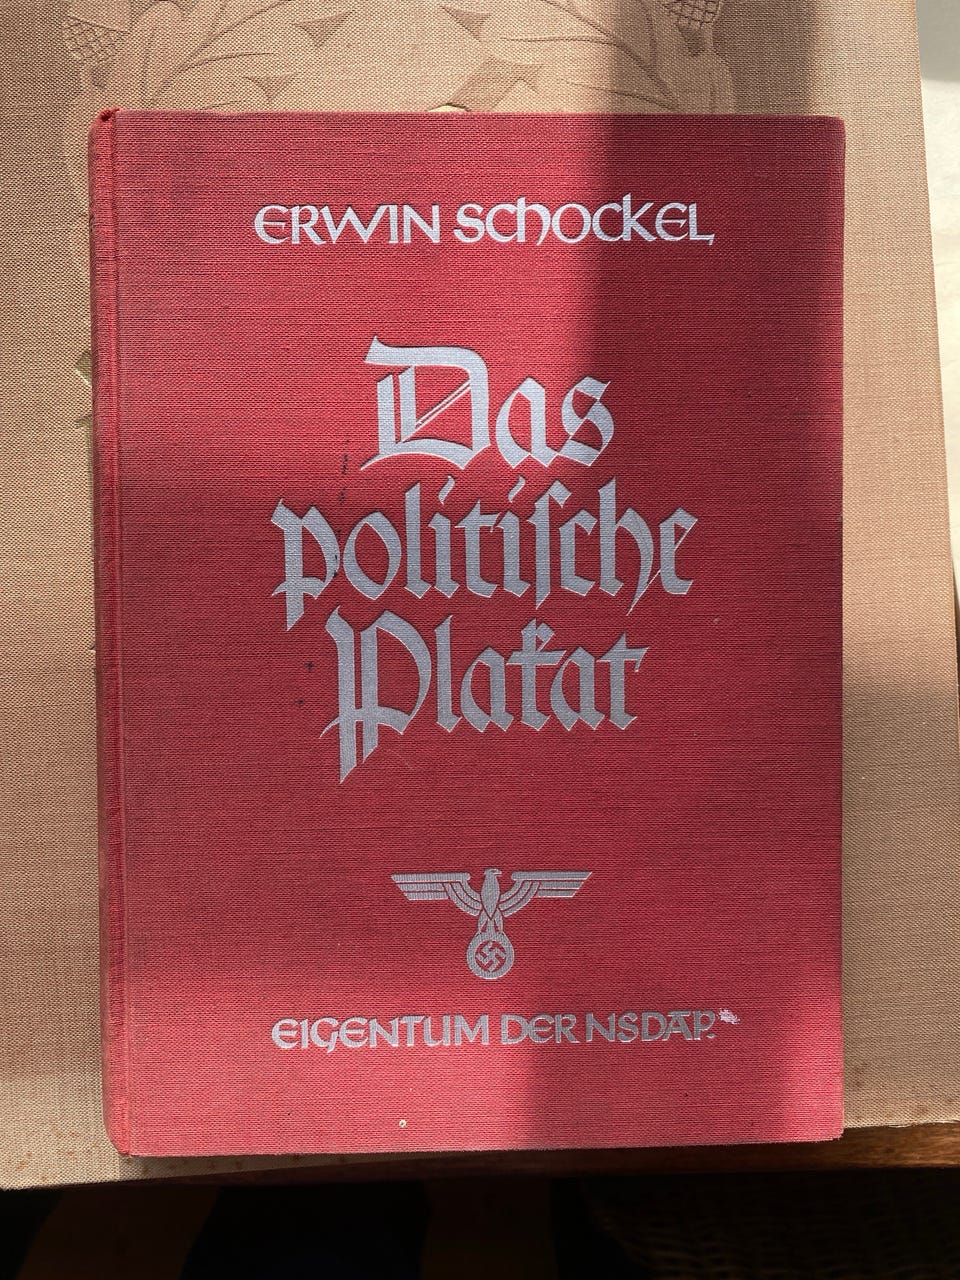 ERWIN SCHOCKEL
Das
politiſche
Plakat
EIGENTUM DER NSDAP.